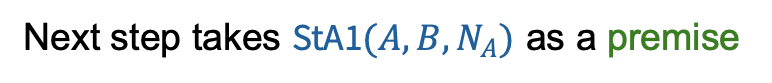 Next step takes StA1(A, B, N_A) as a premise